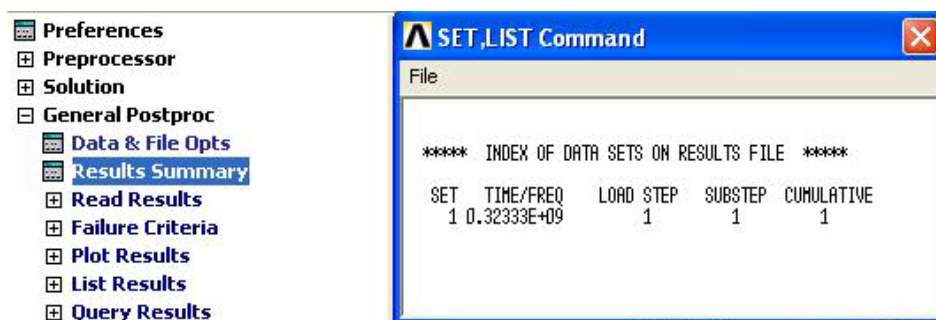 Preferences
Preprocessor
Solution
General Postproc
Data & File Opts
Results Summary
Read Results
Failure Criteria
Plot Results
List Results
Query Results
SET,LIST Command
File
***** INDEX OF DATA SETS ON RESULTS FILE *****
SET TIME/FREQ LOAD STEP SUBSTEP CUMULATIVE
1 0.32333E+09 1 1 1